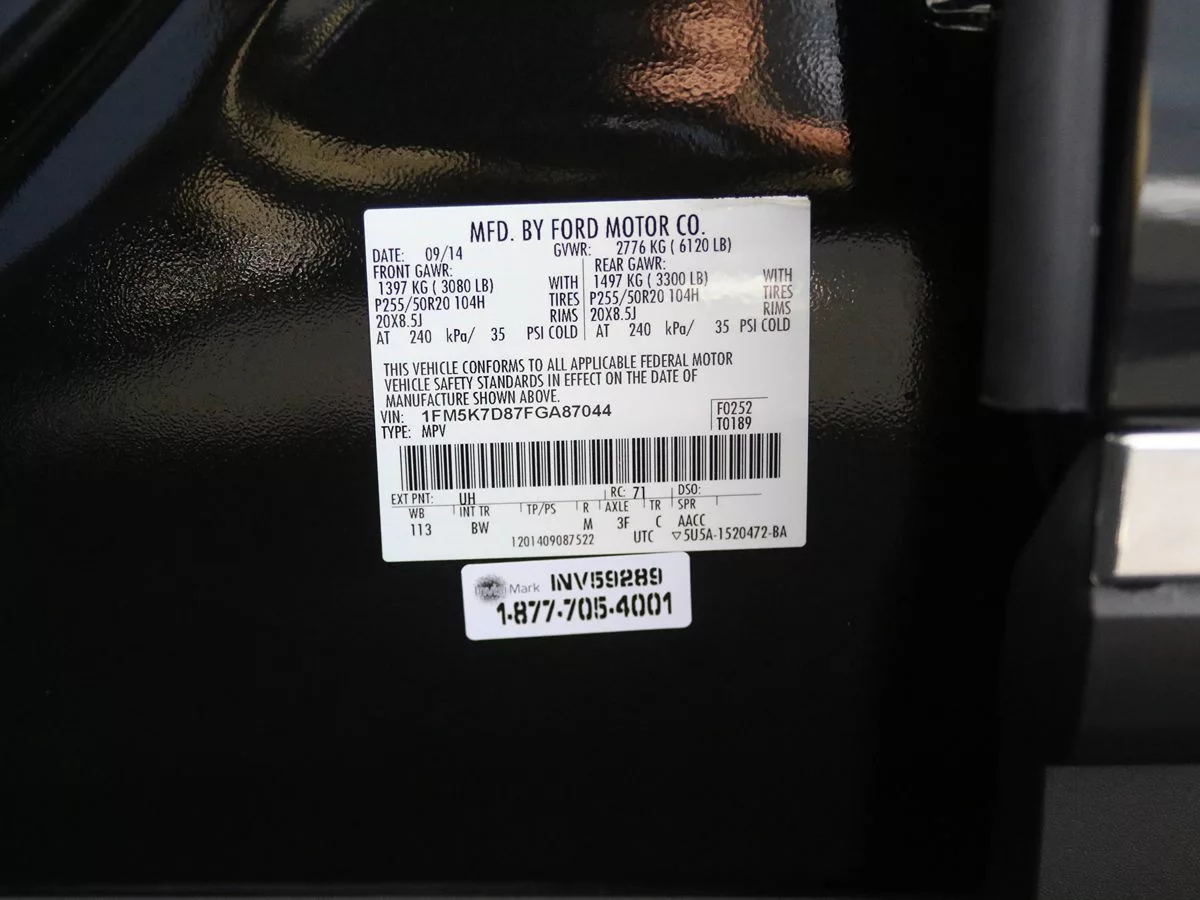 MFD. BY FORD MOTOR CO.
DATE: 09/14 GVWR: 2776 KG ( 6120 LB)
FRONT GAWR: REAR GAWR:
1397 KG ( 3080 LB) WITH 1497 KG ( 3300 LB) WITH
P255/50R20 104H TIRES P255/50R20 104H TIRES
20X8.5J RIMS 20X8.5J RIMS
AT 240 kPa/ 35 PSI COLD AT 240 kPa/ 35 PSI COLD
THIS VEHICLE CONFORMS TO ALL APPLICABLE FEDERAL MOTOR
VEHICLE SAFETY STANDARDS IN EFFECT ON THE DATE OF
MANUFACTURE SHOWN ABOVE.
VIN: 1FM5K7D87FGA87044 F0252
TYPE: MPV T0189
EXT PNT: UH RC: 71 DSO:
WB INT TR TP/PS R AXLE TR SPR
113 BW M 3F C AACC
1201409087522 UTC ▽5U5A-1520472-BA
Mark INV59289
1-877-705-4001